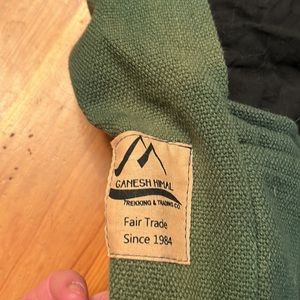 GANESH HIMAL
TREKKING & TRADING CO
Fair Trade
Since 1984